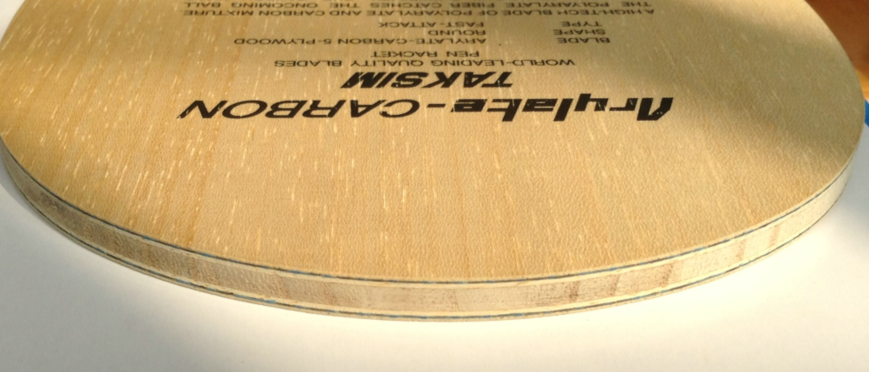 Arylate-CARBON
TAKSIM
WORLD-LEADING QUALITY BLADES
PEN RACKET
BLADE ARYLATE-CARBON 5-PLYWOOD
SHAPE ROUND
TYPE FAST-ATTACK
A HIGH-TECH BLADE OF POLYARYLATE AND CARBON MIXTURE
THE POLYARYLATE FIBER CATCHES THE ONGOMING BALL